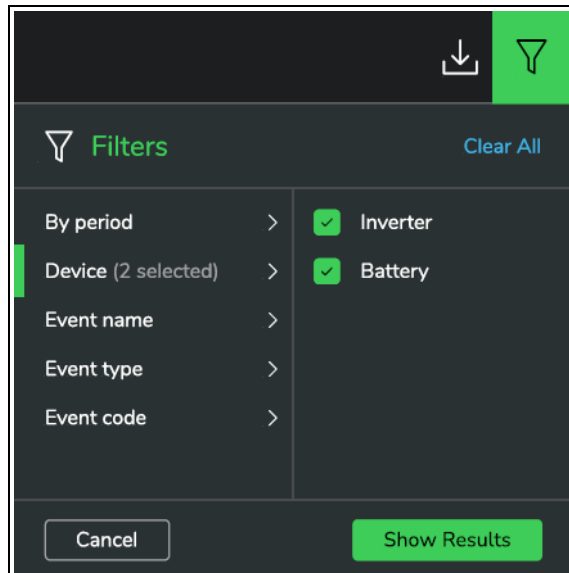 Filters
Clear All
By period
Device (2 selected)
Event name
Event type
Event code
Inverter
Battery
Cancel
Show Results